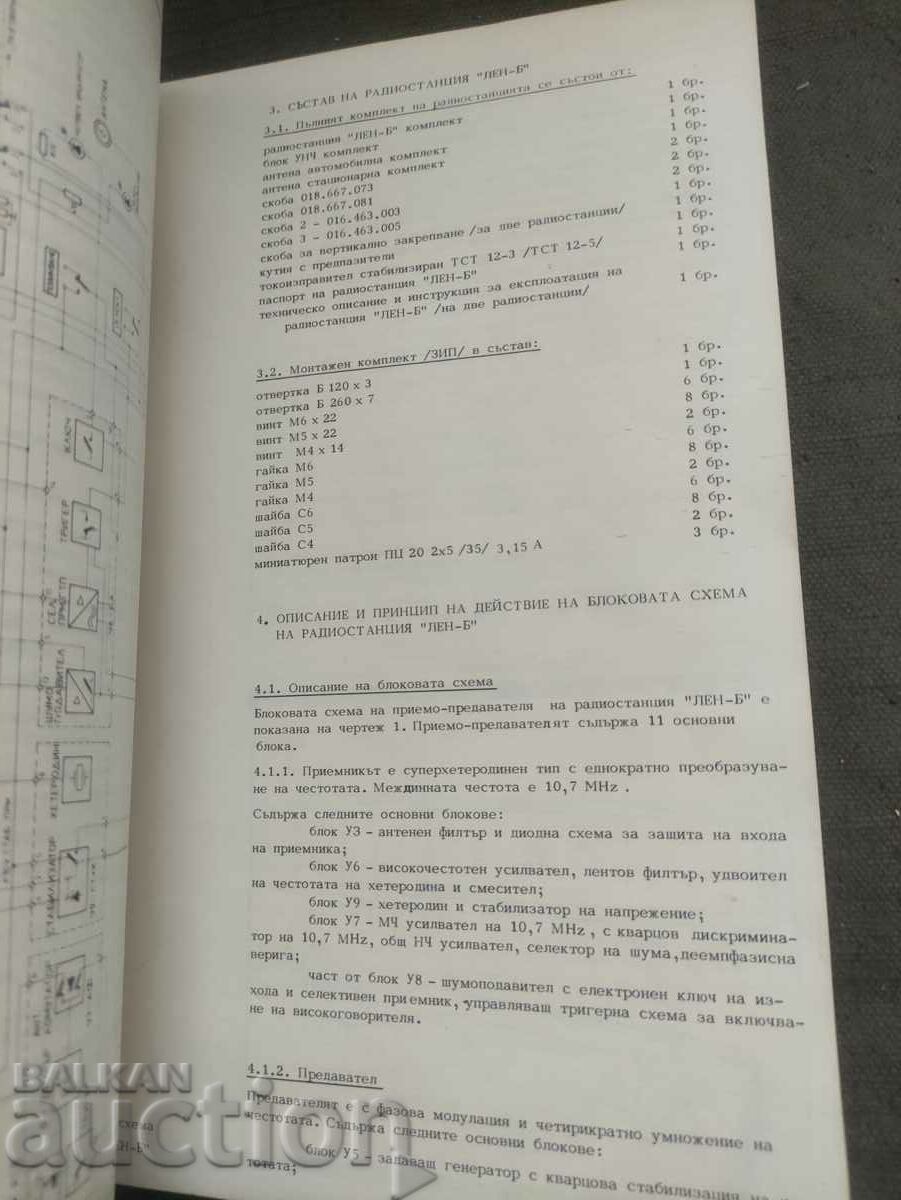 3. СЪСТАВ НА РАДИОСТАНЦИЯ "ЛЕН-Б"
3.1. Пълният комплект на радиостанцията се състои от:
радиостанция "ЛЕН-Б" комплект 1 бр.
блок УНЧ комплект 1 бр.
антена автомобилна комплект 1 бр.
антена стационарна комплект 1 бр.
скоба 018.667.073 2 бр.
скоба 018.667.081 2 бр.
скоба 2 - 016.463.003 2 бр.
скоба 3 - 016.463.005 1 бр.
скоба за вертикално закрепване /за две радиостанции/ 1 бр.
кутия с предпазители 1 бр.
токоизправител стабилизиран ТСТ 12-3 /ТСТ 12-5/ 1 бр.
паспорт на радиостанция "ЛЕН-Б" 1 бр.
техническо описание и инструкция за експлоатация на
радиостанция "ЛЕН-Б" /на две радиостанции/ 1 бр.
3.2. Монтажен комплект /ЗИП/ в състав:
отвертка Б 120 х 3 1 бр.
отвертка Б 260 х 7 1 бр.
винт М6 х 22 6 бр.
винт М5 х 22 8 бр.
винт М4 х 14 2 бр.
гайка М6 6 бр.
гайка М5 8 бр.
гайка М4 2 бр.
шайба С6 6 бр.
шайба С5 8 бр.
шайба С4 2 бр.
миниатюрен патрон ПЦ 20 2х5 /35/ 3,15 А 3 бр.
4. ОПИСАНИЕ И ПРИНЦИП НА ДЕЙСТВИЕ НА БЛОКОВАТА СХЕМА
НА РАДИОСТАНЦИЯ "ЛЕН-Б"
4.1. Описание на блоковата схема
Блоковата схема на приемо-предавателя на радиостанция "ЛЕН-Б" е
показана на чертеж 1. Приемо-предавателят съдържа 11 основни
блока.
4.1.1. Приемникът е суперхетеродинен тип с еднократно преобразува-
не на честотата. Междинната честота е 10,7 MHz .
Съдържа следните основни блокове:
блок У3 - антенен филтър и диодна схема за защита на входа
на приемника;
блок У6 - високочестотен усилвател, лентов филтър, удвоител
на честотата на хетеродина и смесител;
блок У9 - хетеродин и стабилизатор на напрежение;
блок У7 - МЧ усилвател на 10,7 MHz , с кварцов дискримина-
тор на 10,7 MHz, общ НЧ усилвател, селектор на шума, деемпфазисна
верига;
част от блок У8 - шумоподавител с електронен ключ на из-
хода и селективен приемник, управляващ тригерна схема за включва-
не на високоговорителя.
4.1.2. Предавател
Предавателят е с фазова модулация и четирикратно умножение на
честотата. Съдържа следните основни блокове:
блок У5 - задаващ генератор с кварцова стабилизация на
тотата;
КЛЮЧ
ТРИГЕР
СЕЛ.
ПРИЕМ ТП
ШУМО
ПОДАВИТЕЛ
ХЕТЕРОДИН
СТАБИЛИЗАТОР
схема
ЛЕН-Б"
BALKAN
auction